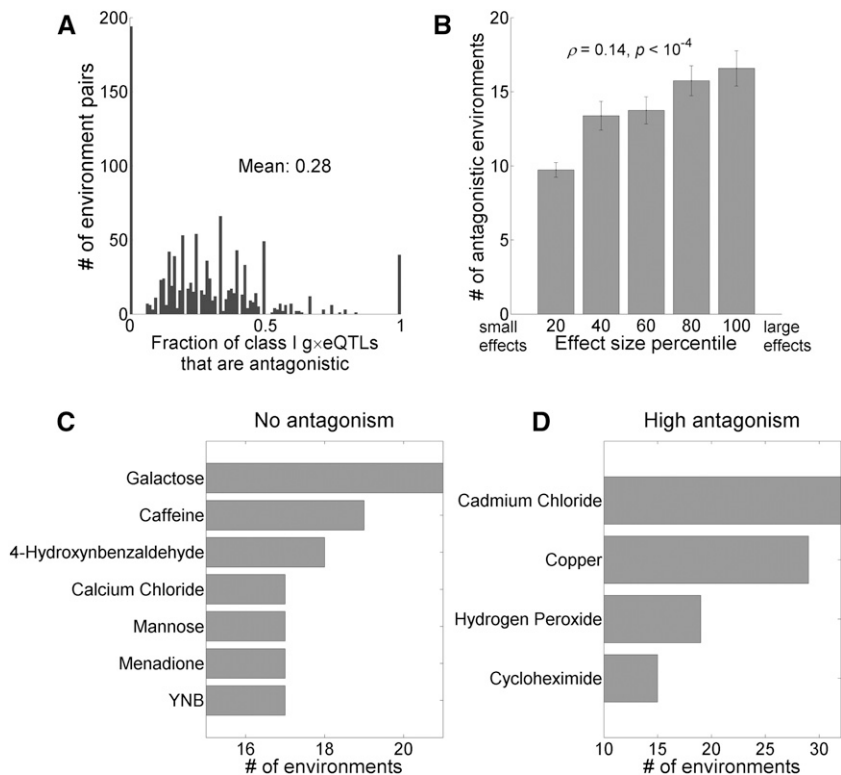 A
200
150
100
50
0
# of environment pairs
Mean: 0.28
0
0.5
1
Fraction of class I g×eQTLs
that are antagonistic
B
20
15
10
5
0
# of antagonistic environments
ρ = 0.14, p < 10⁻⁴
small
effects
20
40
60
80
100
large
effects
Effect size percentile
C
No antagonism
Galactose
Caffeine
4-Hydroxynbenzaldehyde
Calcium Chloride
Mannose
Menadione
YNB
16
18
20
# of environments
D
High antagonism
Cadmium Chloride
Copper
Hydrogen Peroxide
Cycloheximide
10
15
20
25
30
# of environments